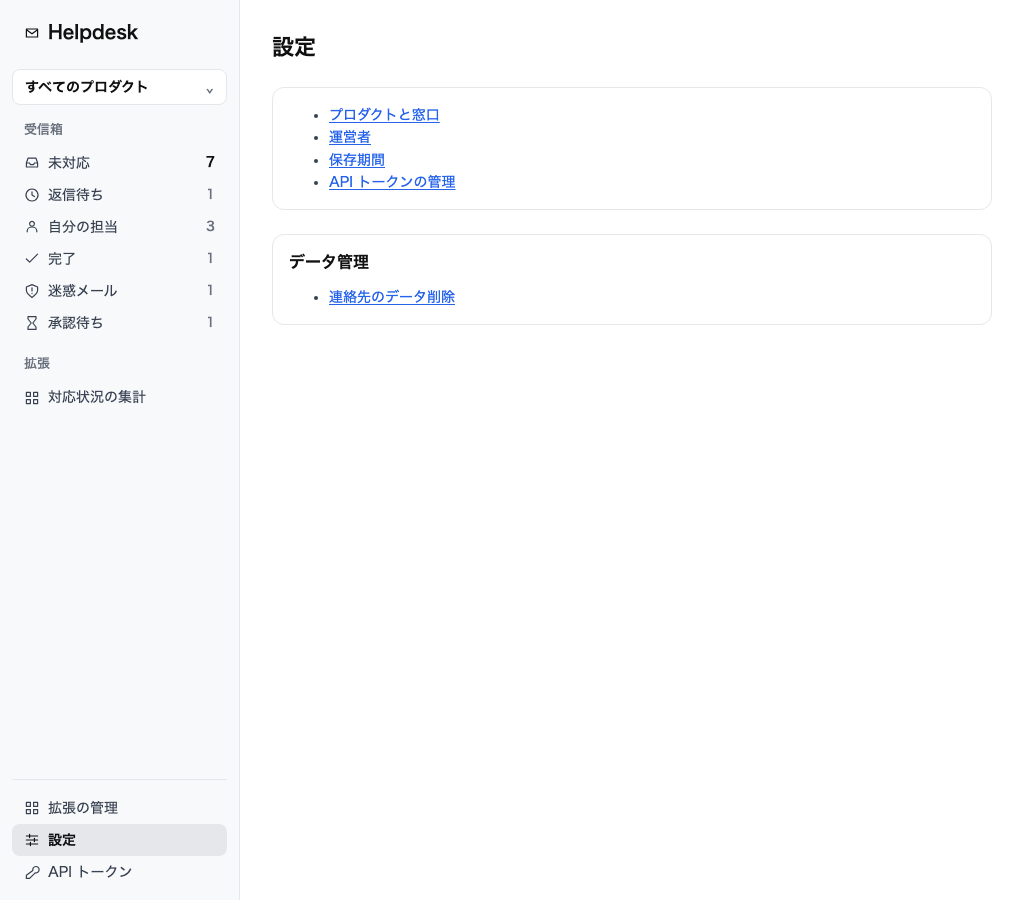 Helpdesk
すべてのプロダクト
受信箱
未対応 7
返信待ち 1
自分の担当 3
完了 1
迷惑メール 1
承認待ち 1
拡張
対応状況の集計
拡張の管理
設定
API トークン
設定
プロダクトと窓口
運営者
保存期間
API トークンの管理
データ管理
連絡先のデータ削除